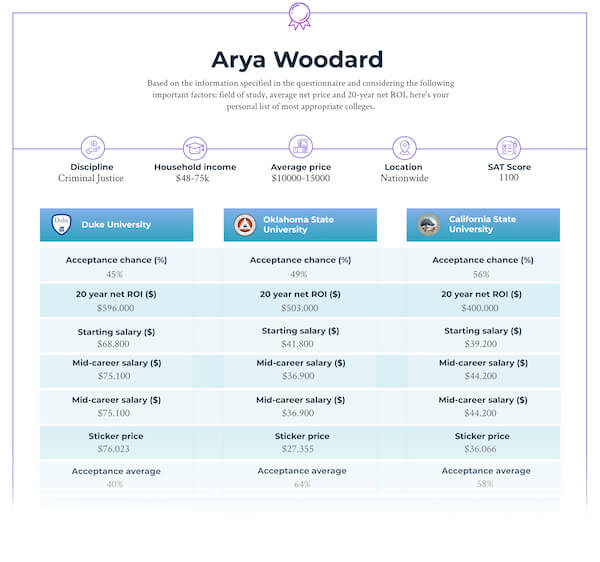 Arya Woodard
Based on the information specified in the questionnaire and considering the following
important factors: field of study, average net price and 20-year net ROI, here's your
personal list of most appropriate colleges.
Discipline
Criminal Justice
Household income
$48-75k
Average price
$10000-15000
Location
Nationwide
SAT Score
1100
Duke
Duke University
Oklahoma State
University
California State
University
Acceptance chance (%)
45%
Acceptance chance (%)
49%
Acceptance chance (%)
56%
20 year net ROI ($)
$596.000
20 year net ROI ($)
$503.000
20 year net ROI ($)
$400.000
Starting salary ($)
$68.800
Starting salary ($)
$41.800
Starting salary ($)
$39.200
Mid-career salary ($)
$75.100
Mid-career salary ($)
$36.900
Mid-career salary ($)
$44.200
Mid-career salary ($)
$75.100
Mid-career salary ($)
$36.900
Mid-career salary ($)
$44.200
Sticker price
$76,023
Sticker price
$27,355
Sticker price
$36,066
Acceptance average
40%
Acceptance average
64%
Acceptance average
58%